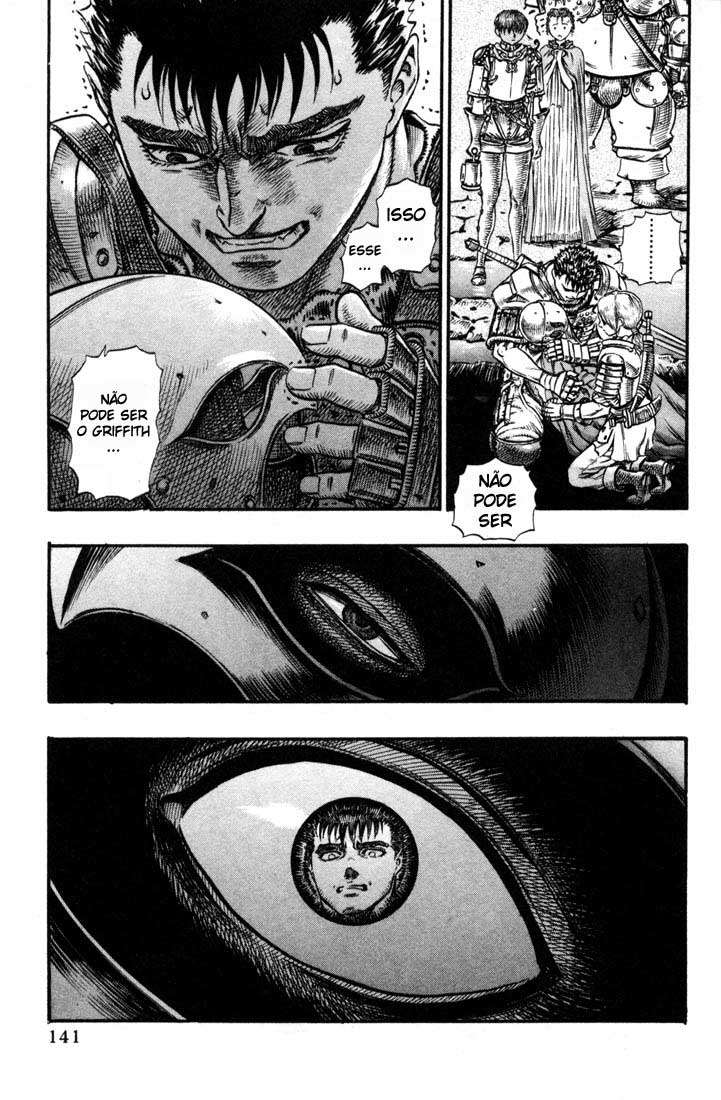 ..........
NÃO
PODE
SER
ISSO
...
ESSE
...
NÃO
PODE SER
O GRIFFITH
...
141